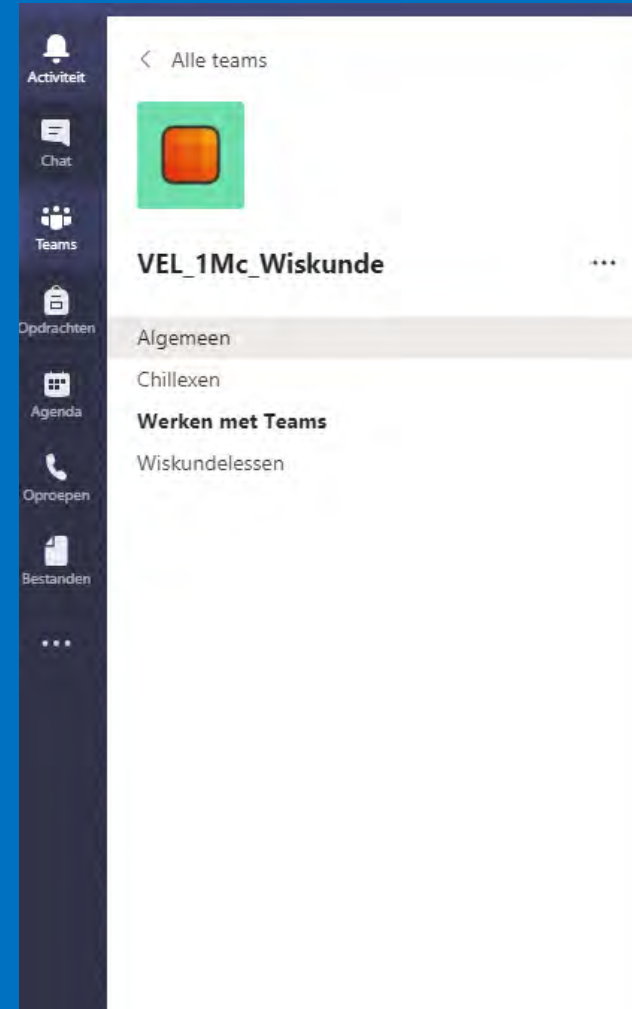 Activiteit
Chat
Teams
Opdrachten
Agenda
Oproepen
Bestanden
< Alle teams
VEL_1Mc_Wiskunde
Algemeen
Chillexen
Werken met Teams
Wiskundelessen